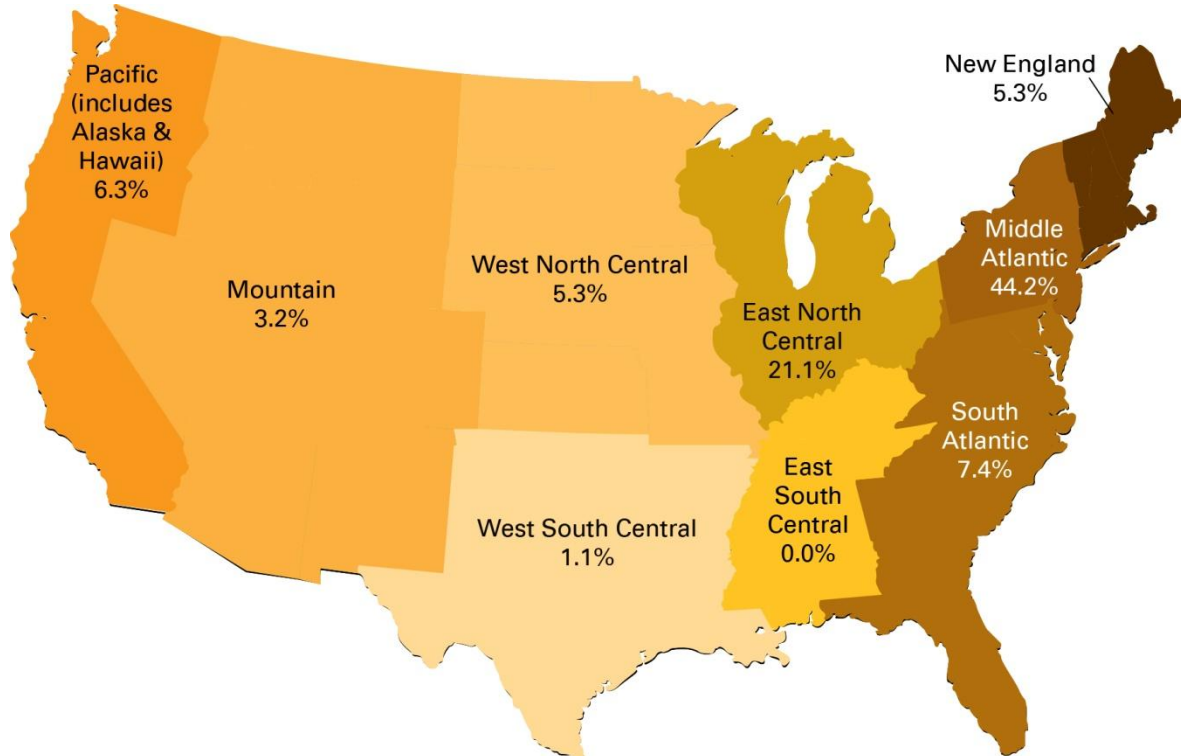 Pacific
(includes
Alaska &
Hawaii)
6.3%
Mountain
3.2%
West North Central
5.3%
West South Central
1.1%
East North
Central
21.1%
East
South
Central
0.0%
New England
5.3%
Middle
Atlantic
44.2%
South
Atlantic
7.4%